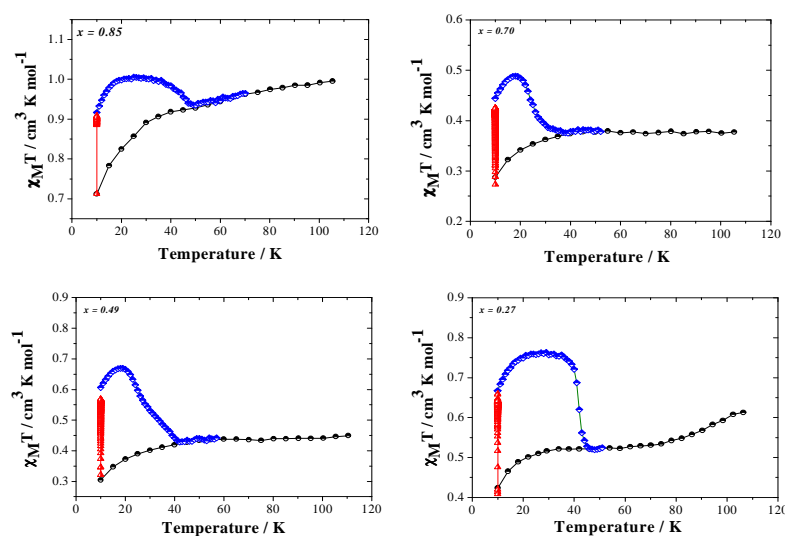 x = 0.85
χMT / cm3 K mol-1
1.1
1.0
0.9
0.8
0.7
0 20 40 60 80 100 120
Temperature / K
x = 0.70
χMT / cm3 K mol-1
0.6
0.5
0.4
0.3
0.2
0 20 40 60 80 100 120
Temperature / K
x = 0.49
χMT / cm3 K mol-1
0.9
0.8
0.7
0.6
0.5
0.4
0.3
0 20 40 60 80 100 120
Temperature / K
x = 0.27
χMT / cm3 K mol-1
0.9
0.8
0.7
0.6
0.5
0.4
0 20 40 60 80 100 120
Temperature / K